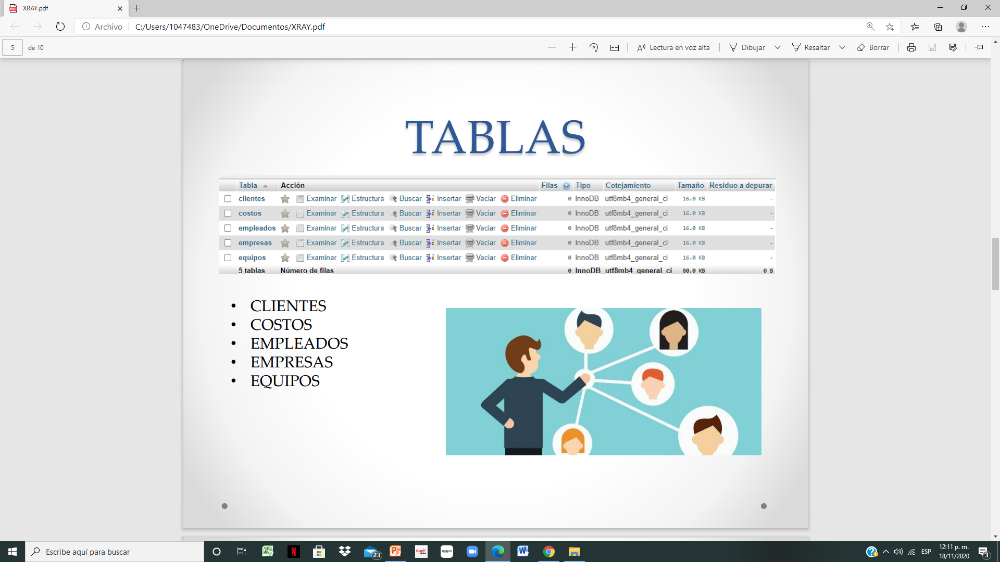 XRAY.pdf
Archivo C:/Users/1047483/OneDrive/Documentos/XRAY.pdf
5 de 10 Lectura en voz alta Dibujar Resaltar Borrar
TABLAS
Tabla Acción Filas Tipo Cotejamiento Tamaño Residuo a depurar
clientes Examinar Estructura Buscar Insertar Vaciar Eliminar 0 InnoDB utf8mb4_general_ci 16.0 KB -
costos Examinar Estructura Buscar Insertar Vaciar Eliminar 0 InnoDB utf8mb4_general_ci 16.0 KB -
empleados Examinar Estructura Buscar Insertar Vaciar Eliminar 0 InnoDB utf8mb4_general_ci 16.0 KB -
empresas Examinar Estructura Buscar Insertar Vaciar Eliminar 0 InnoDB utf8mb4_general_ci 16.0 KB -
equipos Examinar Estructura Buscar Insertar Vaciar Eliminar 0 InnoDB utf8mb4_general_ci 16.0 KB -
5 tablas Número de filas 0 InnoDB utf8mb4_general_ci 80.0 KB 0 B
• CLIENTES
• COSTOS
• EMPLEADOS
• EMPRESAS
• EQUIPOS
Escribe aquí para buscar 23 ESP 12:11 p. m.
18/11/2020 3